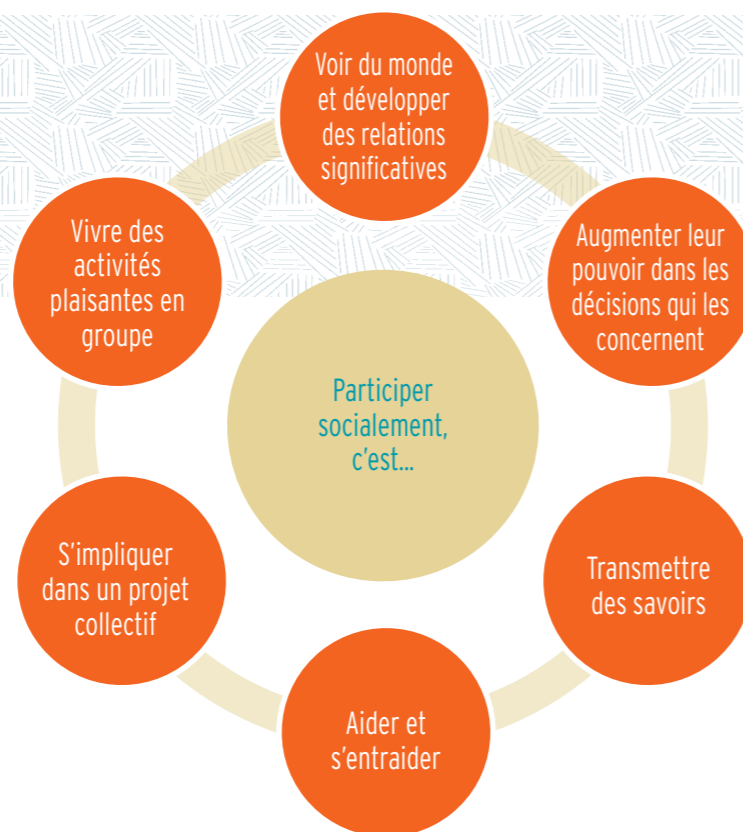 Voir du monde
et développer
des relations
significatives
Augmenter leur
pouvoir dans les
décisions qui les
concernent
Transmettre
des savoirs
Aider et
s'entraider
S'impliquer
dans un projet
collectif
Vivre des
activités
plaisantes en
groupe
Participer
socialement,
c'est...